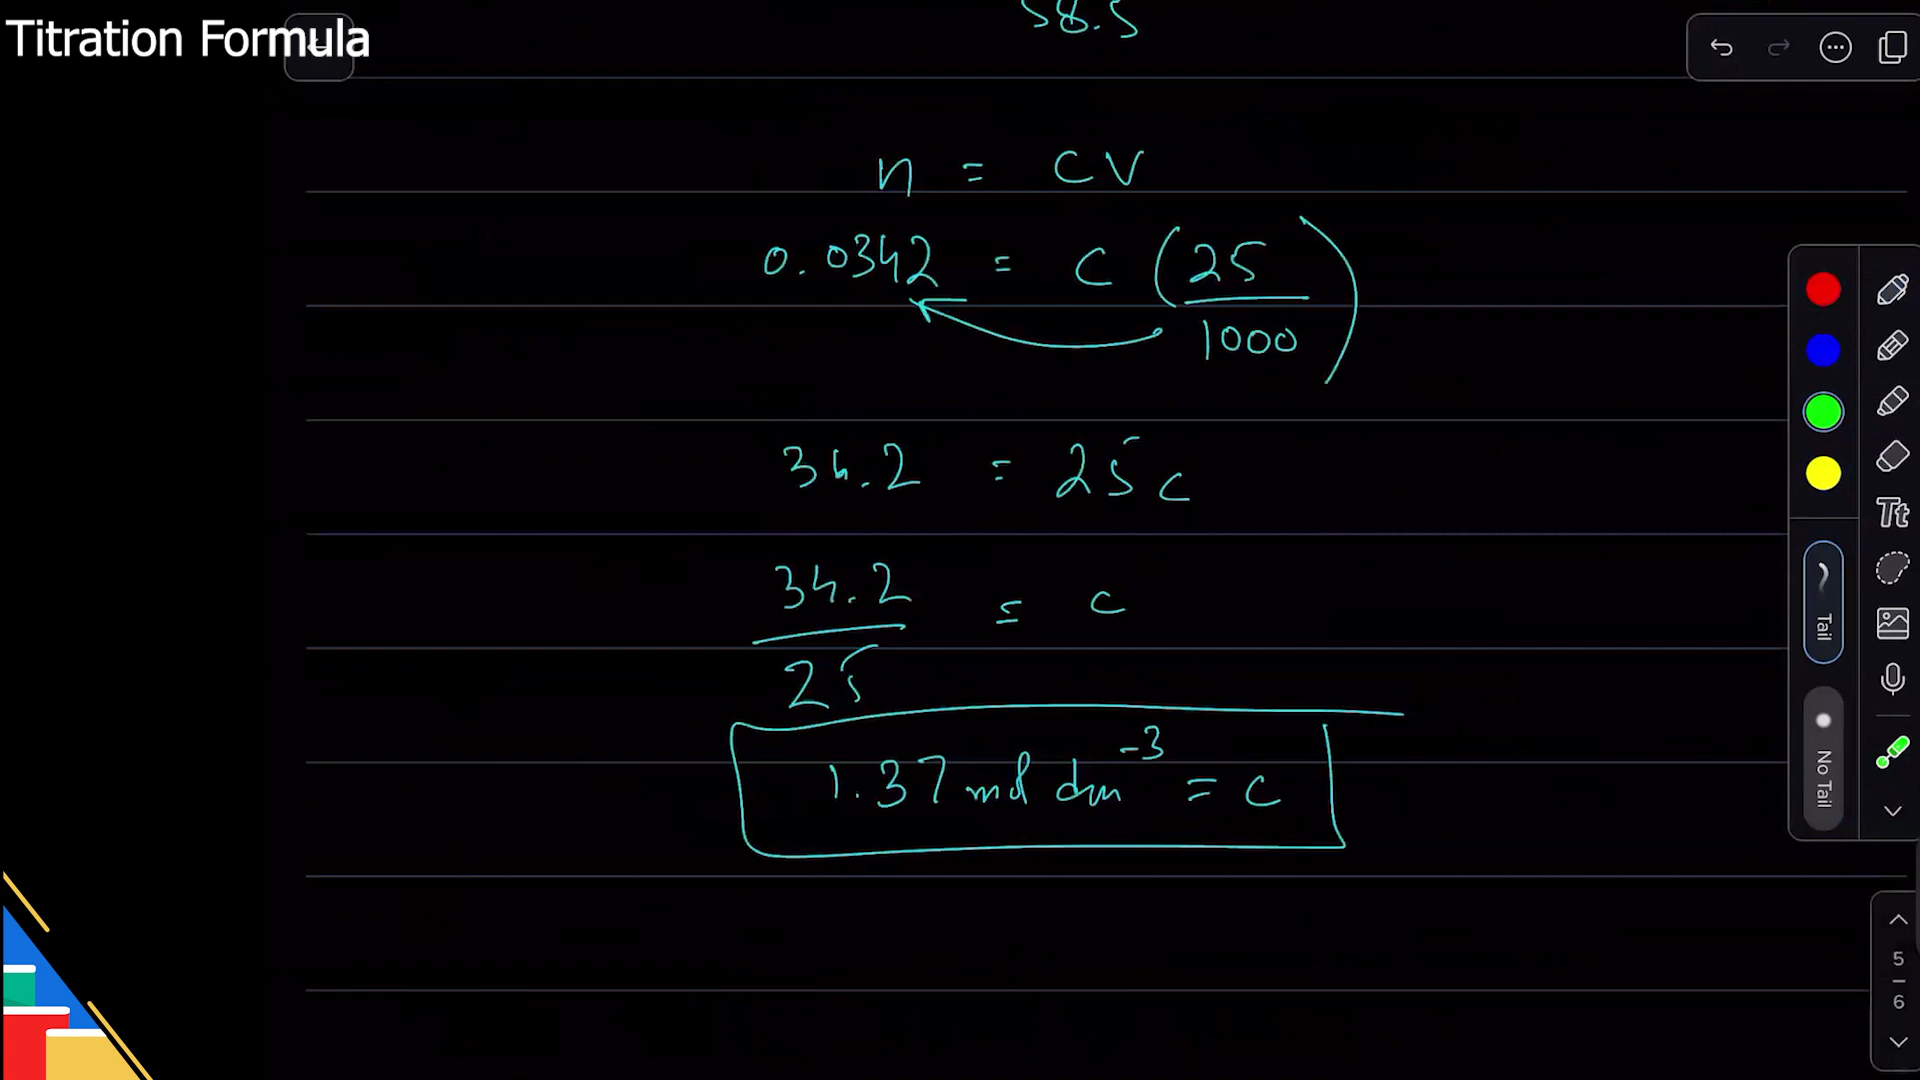 Titration Formula
58.5
n = CV
0.0342 = C (25/1000)
34.2 = 25c
34.2/25 = c
1.37 mol dm⁻³ = c
Tt
Tail
No Tail
5
6